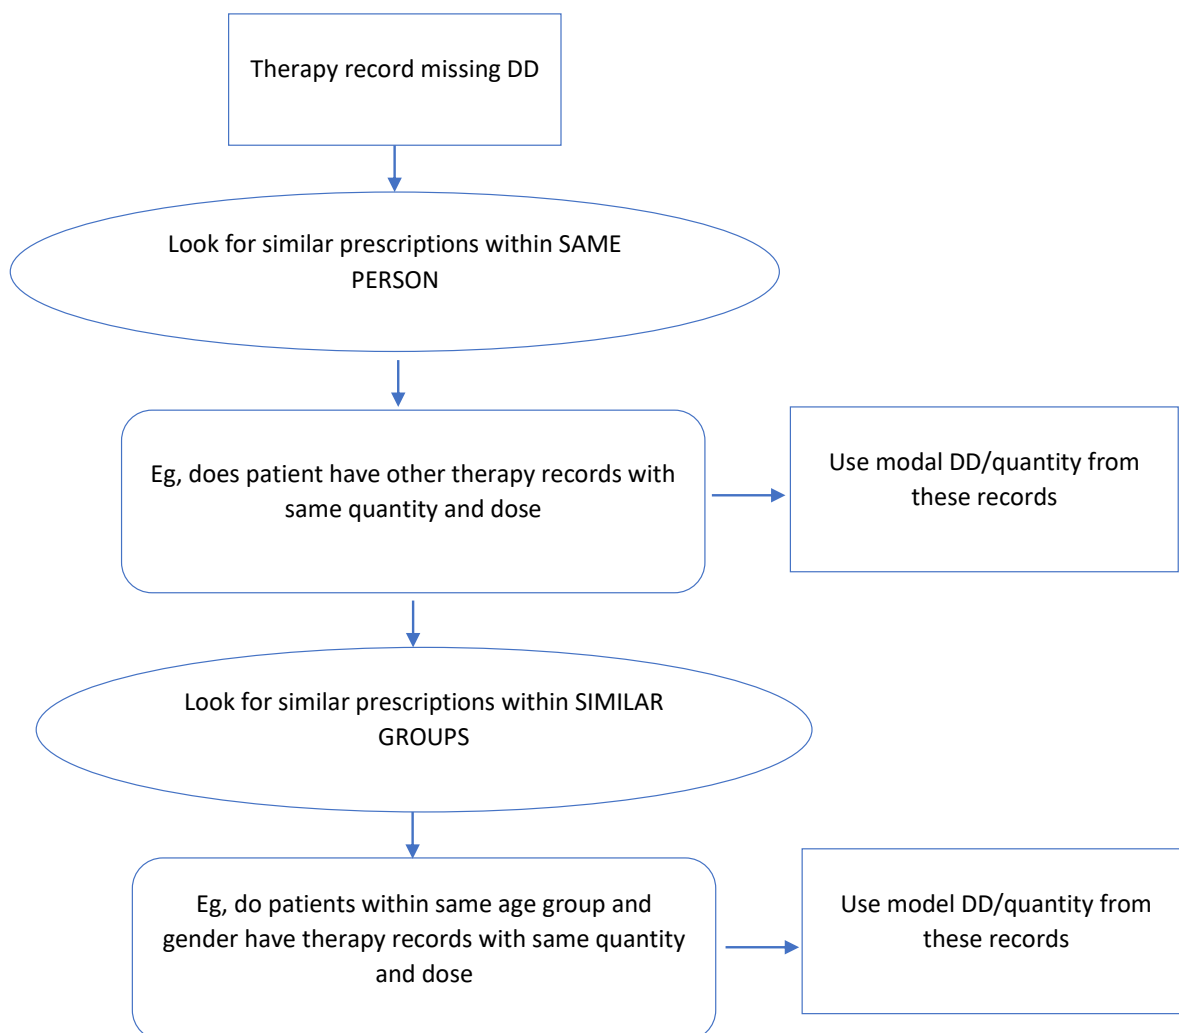 Therapy record missing DD
Look for similar prescriptions within SAME
PERSON
Eg, does patient have other therapy records with
same quantity and dose
Use modal DD/quantity from
these records
Look for similar prescriptions within SIMILAR
GROUPS
Eg, do patients within same age group and
gender have therapy records with same quantity
and dose
Use model DD/quantity from
these records